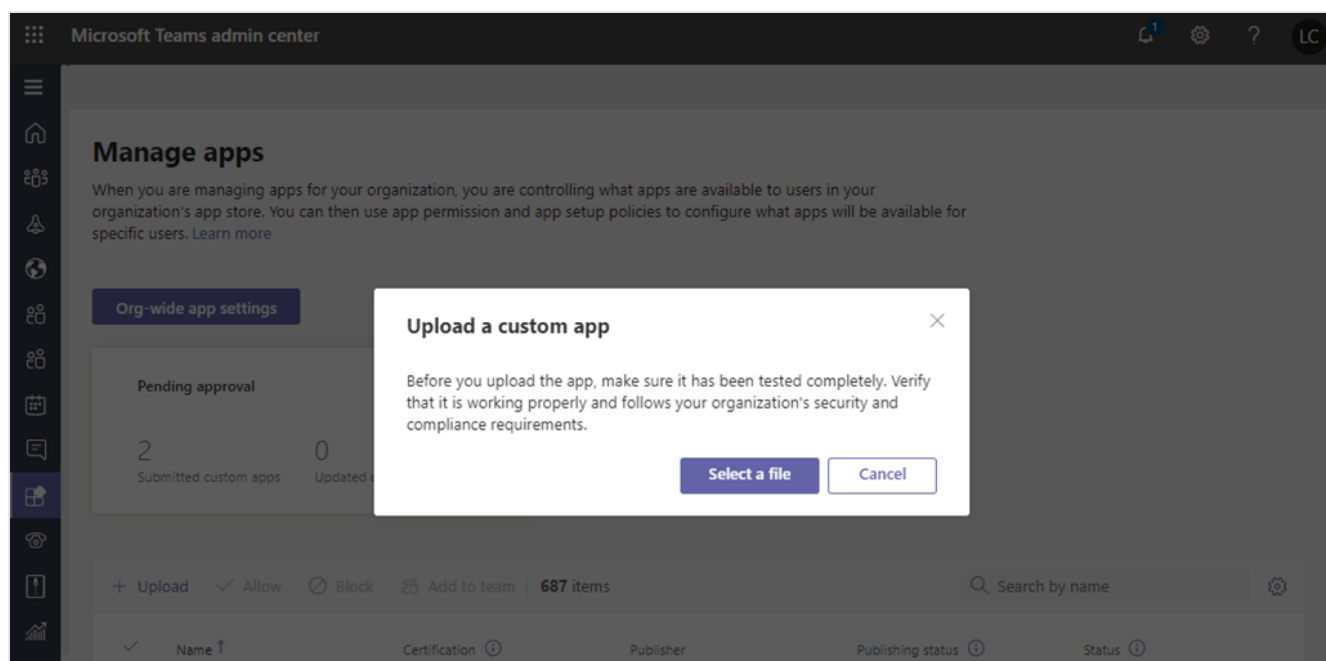 Microsoft Teams admin center
1
LC
Manage apps
When you are managing apps for your organization, you are controlling what apps are available to users in your
organization's app store. You can then use app permission and app setup policies to configure what apps will be available for
specific users. Learn more
Org-wide app settings
Upload a custom app
Before you upload the app, make sure it has been tested completely. Verify
that it is working properly and follows your organization's security and
compliance requirements.
Select a file Cancel
Pending approval
2 0
Submitted custom apps Updated
+ Upload Allow Block Add to team 687 items Search by name
Name ↑ Certification Publisher Publishing status Status